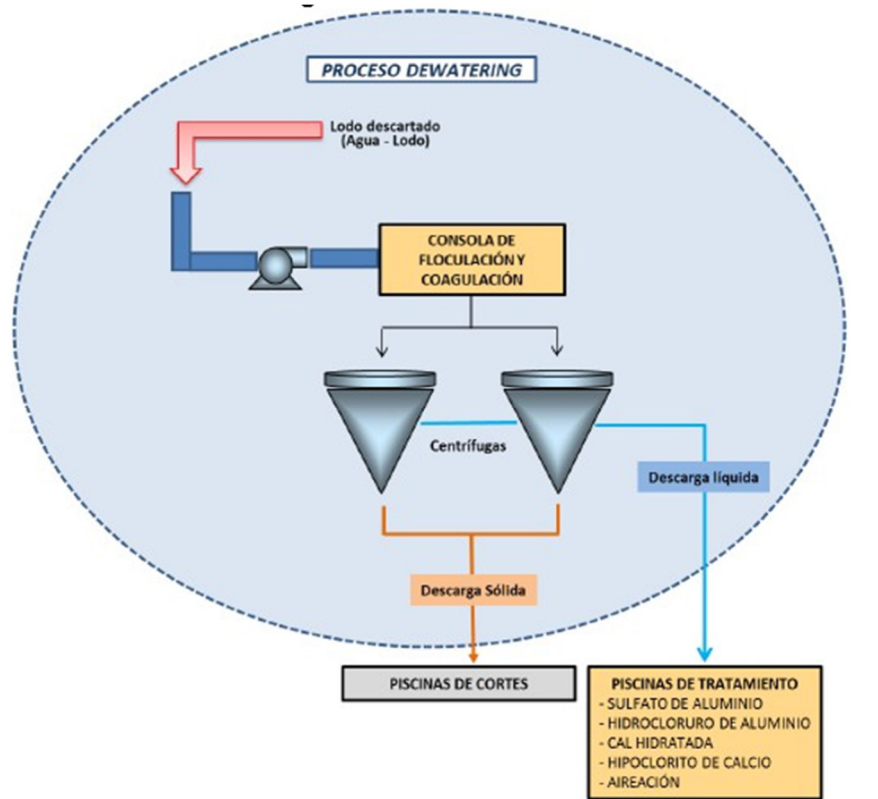 PROCESO DEWATERING
Lodo descartado
(Agua - Lodo)
CONSOLA DE
FLOCULACIÓN Y
COAGULACIÓN
Centrífugas
Descarga líquida
Descarga Sólida
PISCINAS DE CORTES
PISCINAS DE TRATAMIENTO
- SULFATO DE ALUMINIO
- HIDROCLORURO DE ALUMINIO
- CAL HIDRATADA
- HIPOCLORITO DE CALCIO
- AIREACIÓN